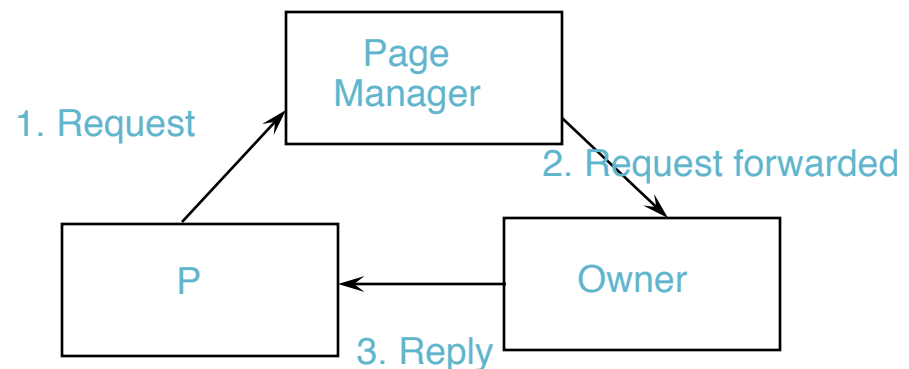 Page
Manager
1. Request
2. Request forwarded
P
Owner
3. Reply